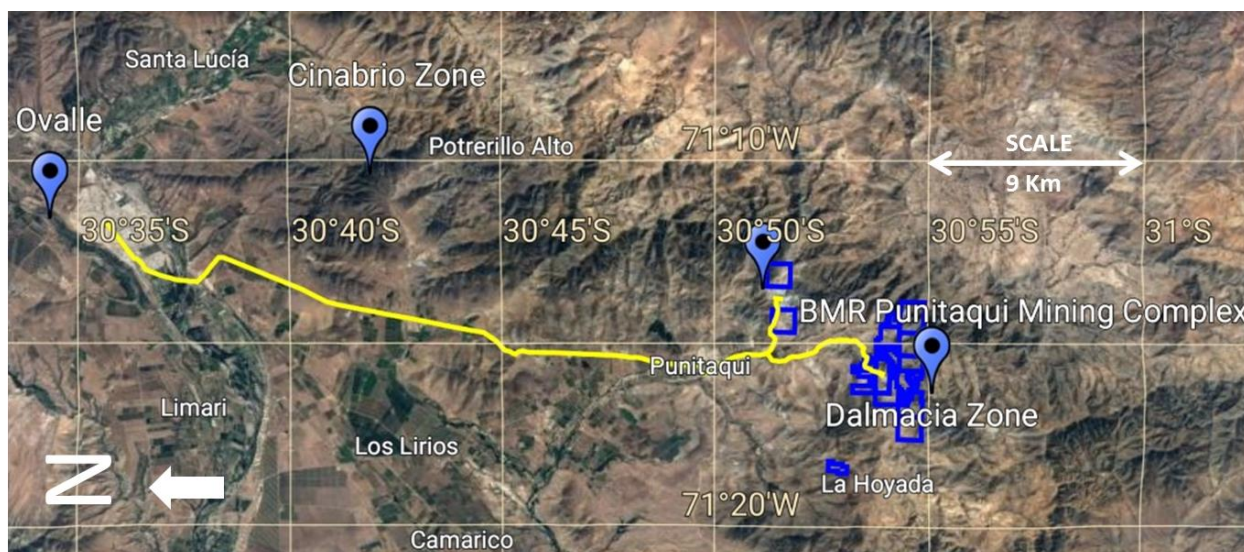 Santa Lucía
Cinabrio Zone
Ovalle
Potrerillo Alto
71°10'W
SCALE
9 Km
30°35'S
30°40'S
30°45'S
30°50'S
30°55'S
31°S
BMR Punitaqui Mining Complex
Punitaqui
Limari
Dalmacia Zone
Los Lirios
N
La Hoyada
71°20'W
Camarico